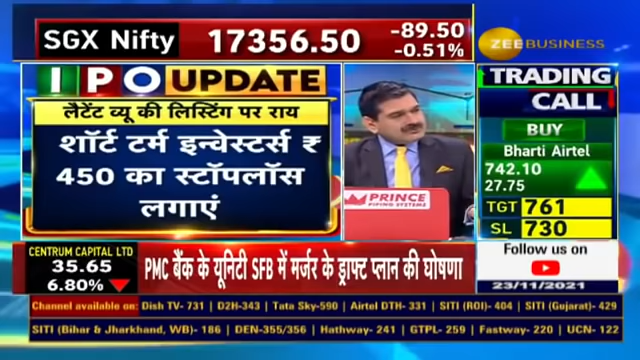 SGX Nifty 17356.50 -89.50
-0.51%
ZEE BUSINESS
IPO UPDATE
लैटेंट व्यू की लिस्टिंग पर राय
शॉर्ट टर्म इन्वेस्टर्स ₹
450 का स्टॉपलॉस
लगाएं
PRINCE
PIPING SYSTEMS
TRADING
CALL
BUY
Bharti Airtel
742.10
27.75
TGT 761
SL 730
CENTRUM CAPITAL LTD
35.65
6.80%
PMC बैंक के यूनिटी SFB में मर्जर के ड्राफ्ट प्लान की घोषणा
Follow us on
23/11/2021
Channel available on: Dish TV- 731 | D2H-343 | Tata Sky-590 | Airtel DTH- 331 | SITI (ROI)- 404 | SITI (Gujarat)- 429
SITI (Bihar & Jharkhand, WB)- 186 | DEN-355/356 | Hathway- 241 | GTPL- 259 | Fastway- 220 | UCN- 122